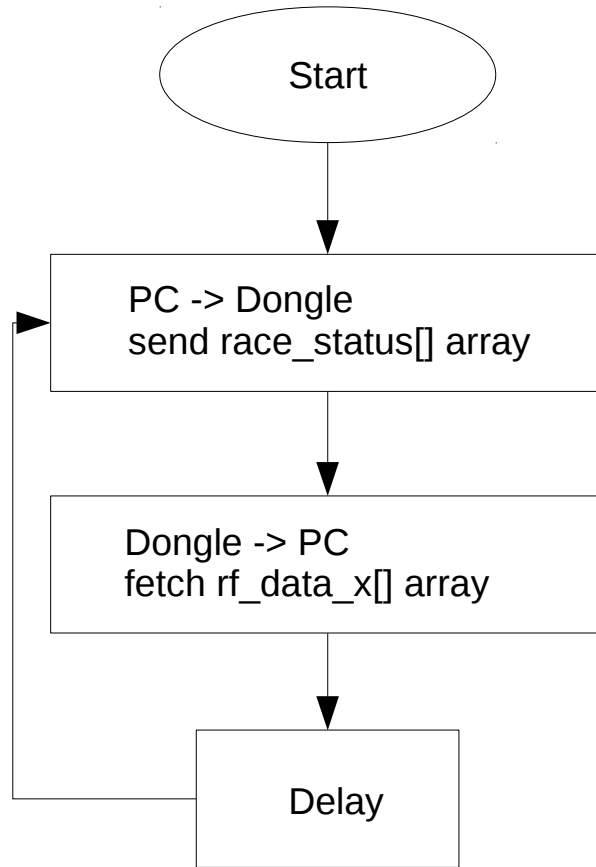 Start
PC -> Dongle
send race_status[] array
Dongle -> PC
fetch rf_data_x[] array
Delay